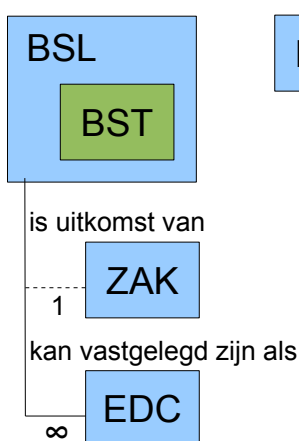 BSL
BST
is uitkomst van
ZAK
1
kan vastgelegd zijn als
EDC
∞